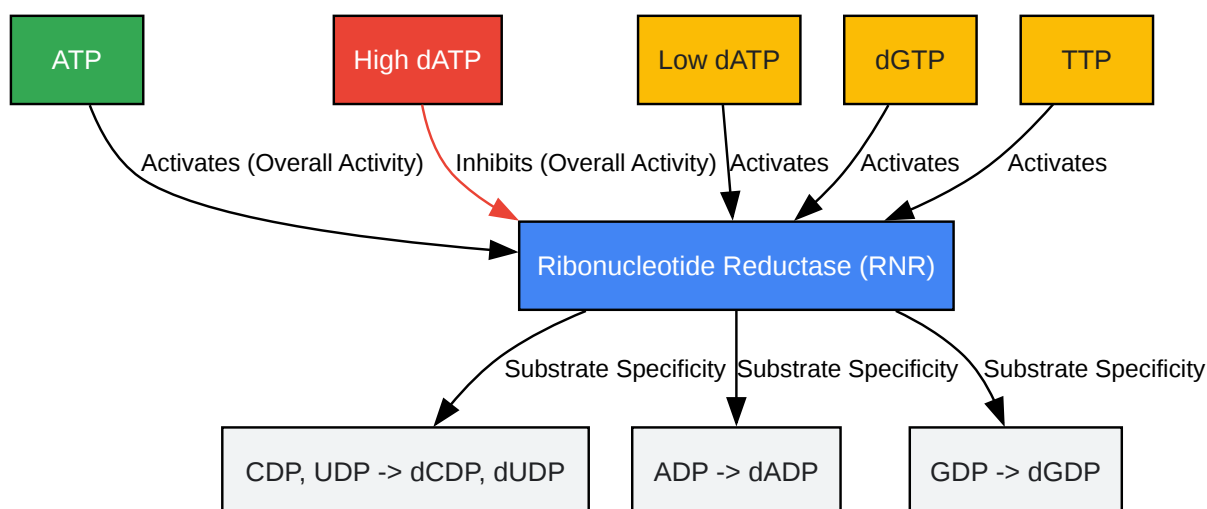 ATP
High dATP
Low dATP
dGTP
TTP
Activates (Overall Activity)
Inhibits (Overall Activity)
Activates
Activates
Activates
Ribonucleotide Reductase (RNR)
Substrate Specificity
Substrate Specificity
Substrate Specificity
CDP, UDP -> dCDP, dUDP
ADP -> dADP
GDP -> dGDP